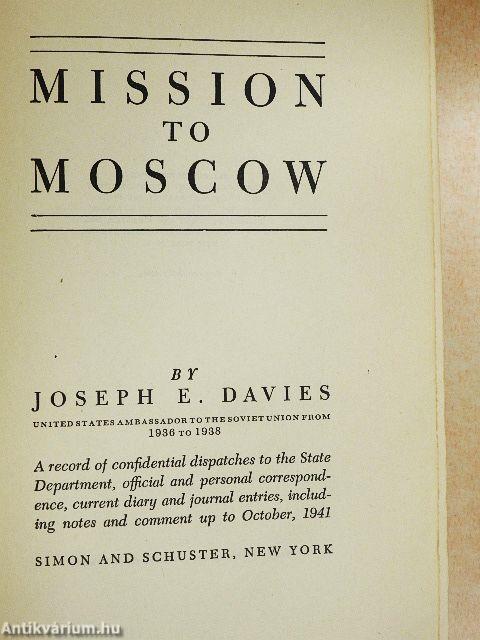 MISSION
TO
MOSCOW
BY
JOSEPH E. DAVIES
UNITED STATES AMBASSADOR TO THE SOVIET UNION FROM
1936 TO 1938
A record of confidential dispatches to the State
Department, official and personal correspond-
ence, current diary and journal entries, includ-
ing notes and comment up to October, 1941
SIMON AND SCHUSTER, NEW YORK
Antikvárium.hu